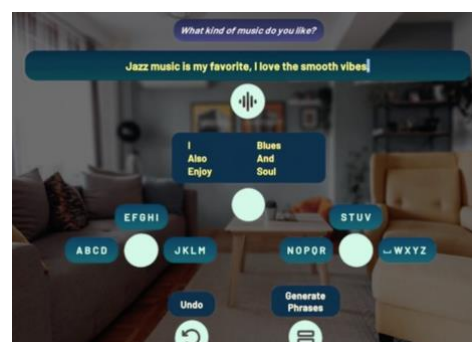 What kind of music do you like?
Jazz music is my favorite, I love the smooth vibes
I Blues
Also And
Enjoy Soul
EFGHI STUV
ABCD JKLM NOPQR ⎵WXYZ
Undo Generate
Phrases